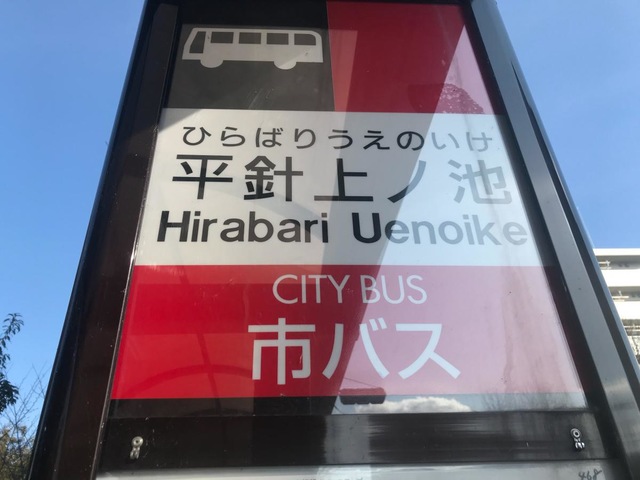 ひらばりうえのいけ
平針上ノ池
Hirabari Uenoike
CITY BUS
市バス
468